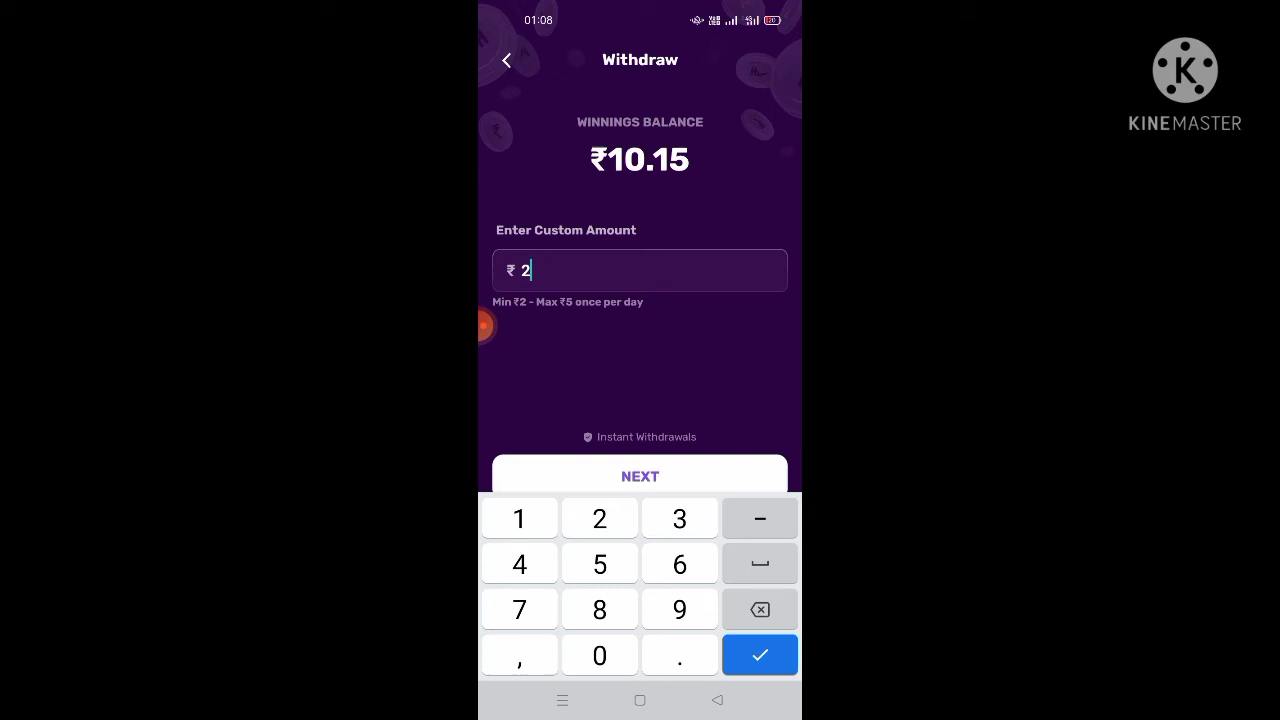 01:08
Withdraw
WINNINGS BALANCE
₹10.15
Enter Custom Amount
₹ 2
Min ₹2 - Max ₹5 once per day
Instant Withdrawals
NEXT
1 2 3 -
4 5 6
7 8 9
, 0 .
K
KINEMASTER